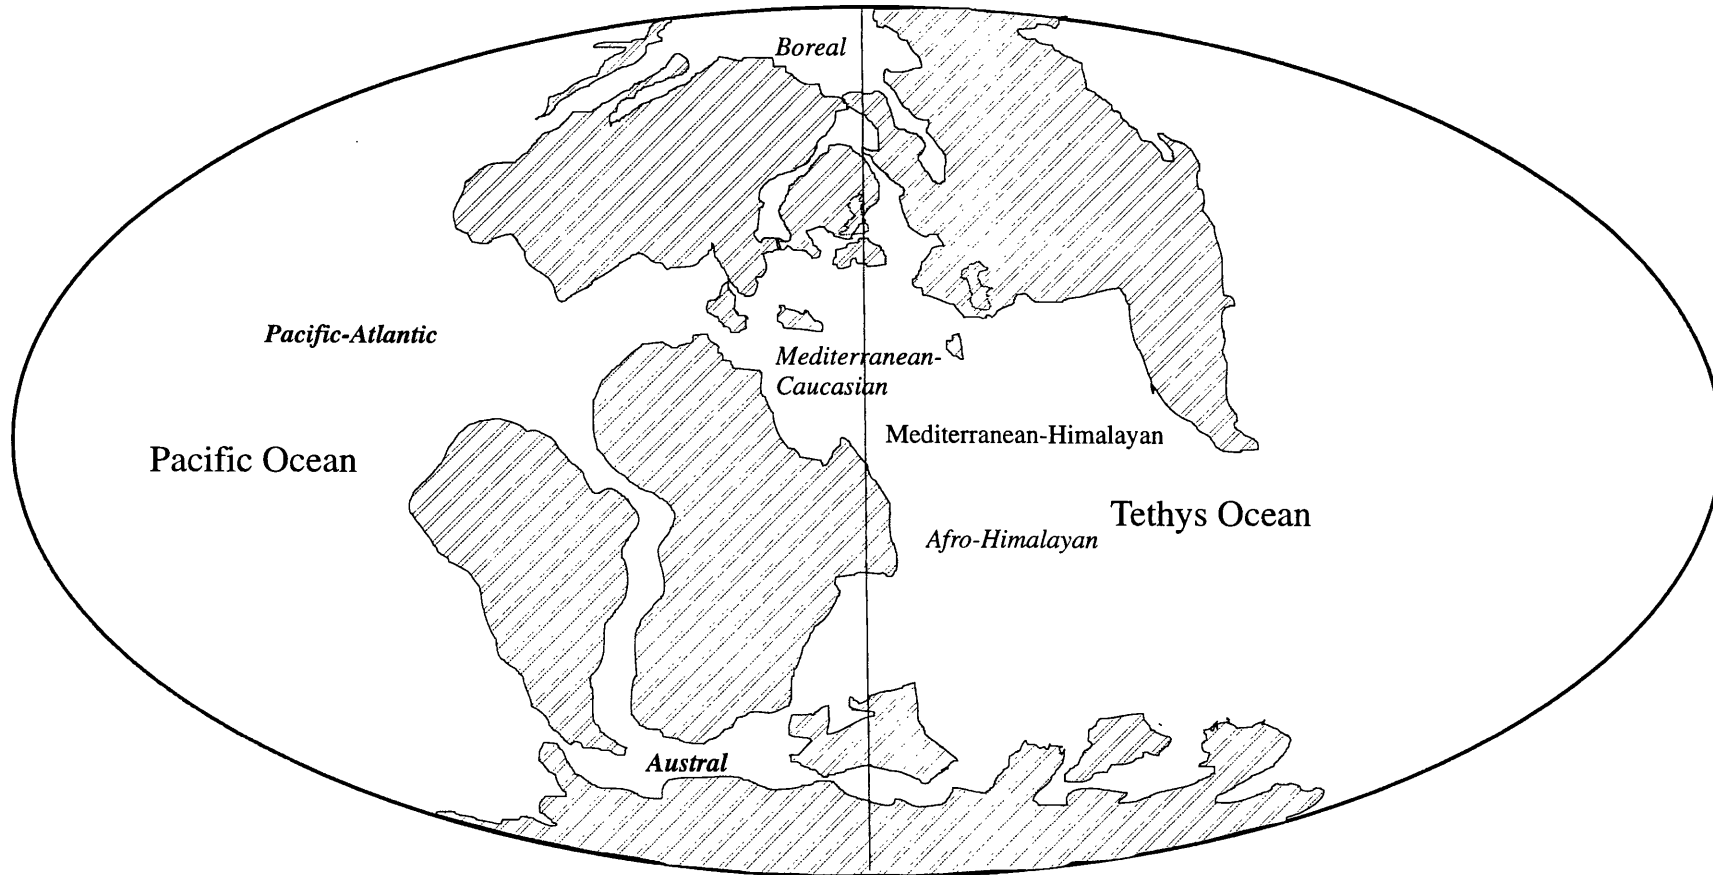 Boreal
Pacific-Atlantic
Mediterranean-
Caucasian
Mediterranean-Himalayan
Pacific Ocean
Tethys Ocean
Afro-Himalayan
Austral